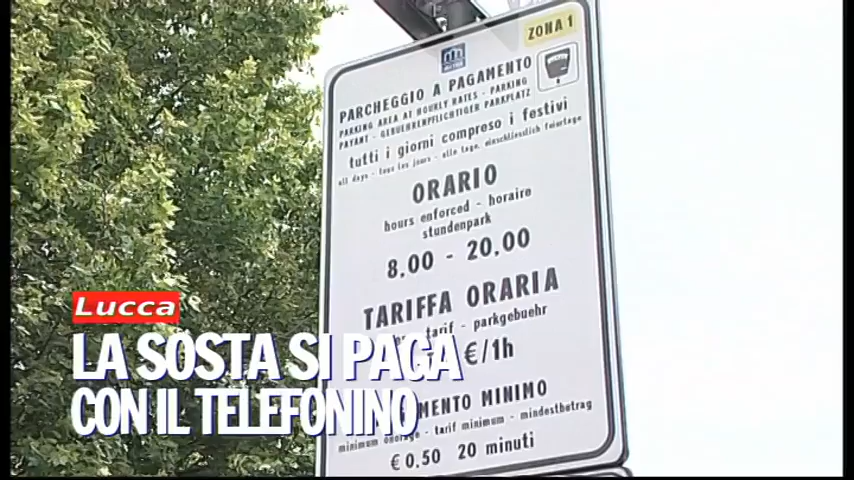 ZONA 1
PARCHEGGIO A PAGAMENTO
PARKING AREA AT HOURLY RATES - PARKING
PAYANT - GEBUEHRENPFLICHTIGER PARKPLATZ
tutti i giorni compreso i festivi
all days - tous les jours - alle tage, einschliesslich feiertage
ORARIO
hours enforced - horaire
stundenpark
8.00 - 20.00
TARIFFA ORARIA
tarif - parkgebuehr
€/1h
MENTO MINIMO
minimum - tarif minimum - mindestbetrag
€0.50 20 minuti
Lucca
LA SOSTA SI PAGA
CON IL TELEFONINO